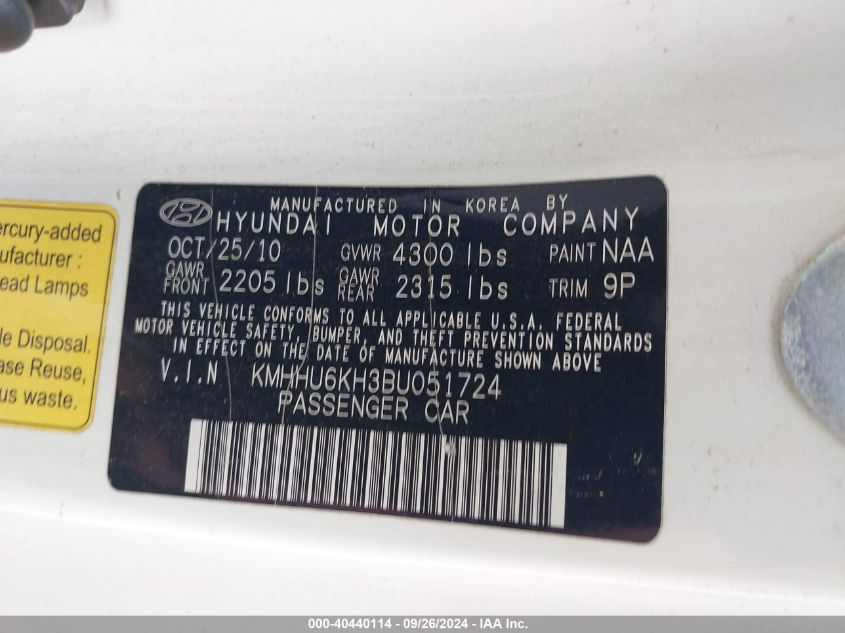 ercury-added
nufacturer :
ead Lamps
le Disposal.
ase Reuse,
us waste.
MANUFACTURED IN KOREA BY
HYUNDAI MOTOR COMPANY
OCT/25/10 GVWR 4300 lbs PAINT NAA
GAWR FRONT 2205 lbs GAWR REAR 2315 lbs TRIM 9P
THIS VEHICLE CONFORMS TO ALL APPLICABLE U.S.A. FEDERAL
MOTOR VEHICLE SAFETY, BUMPER, AND THEFT PREVENTION STANDARDS
IN EFFECT ON THE DATE OF MANUFACTURE SHOWN ABOVE
V.I.N KMHHU6KH3BU051724
PASSENGER CAR
000-40440114 - 09/26/2024 - IAA Inc.